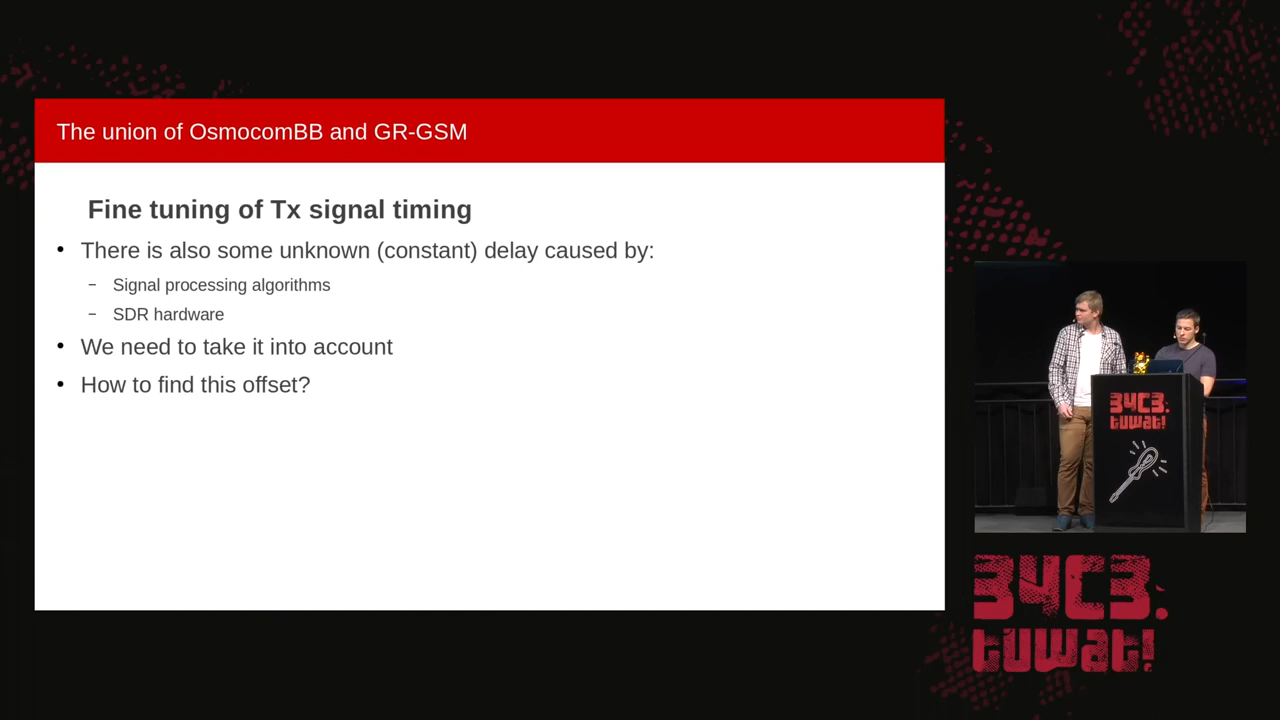 The union of OsmocomBB and GR-GSM
Fine tuning of Tx signal timing
• There is also some unknown (constant) delay caused by:
– Signal processing algorithms
– SDR hardware
• We need to take it into account
• How to find this offset?
34C3.
tuwat!
34C3.
tuwat!